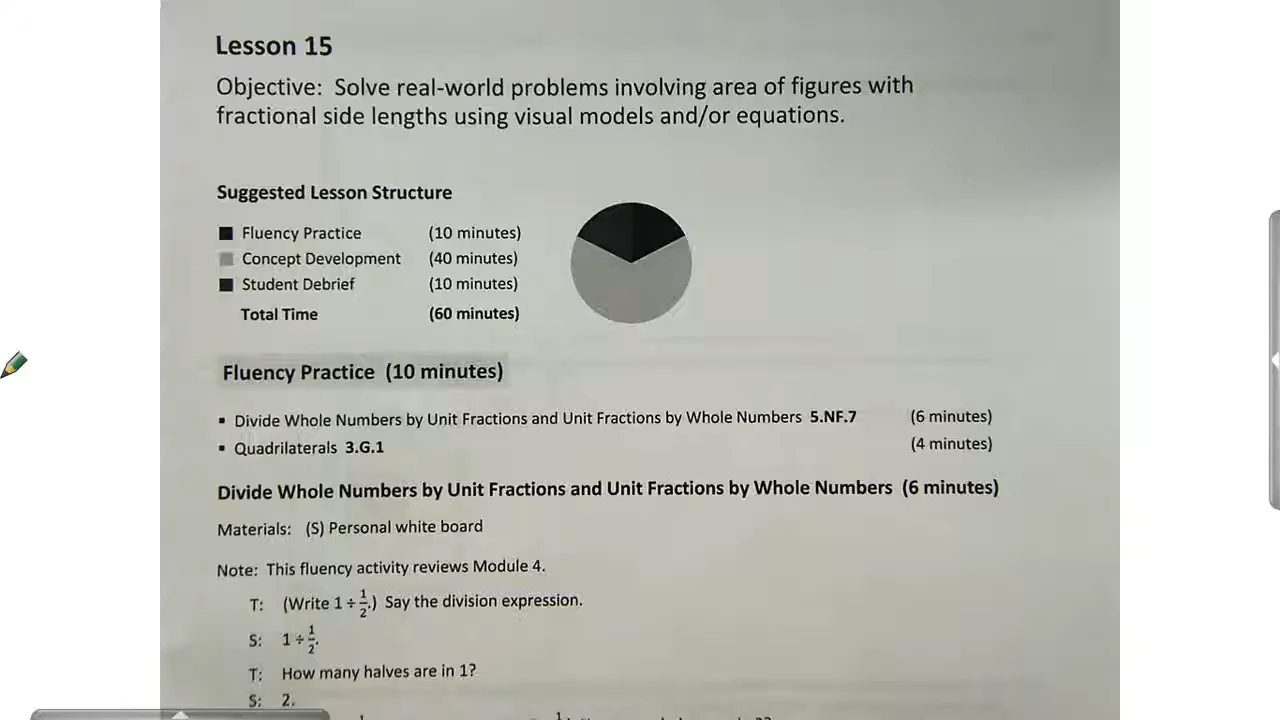 Lesson 15
Objective: Solve real-world problems involving area of figures with
fractional side lengths using visual models and/or equations.
Suggested Lesson Structure
Fluency Practice (10 minutes)
Concept Development (40 minutes)
Student Debrief (10 minutes)
Total Time (60 minutes)
Fluency Practice (10 minutes)
▪ Divide Whole Numbers by Unit Fractions and Unit Fractions by Whole Numbers 5.NF.7 (6 minutes)
▪ Quadrilaterals 3.G.1 (4 minutes)
Divide Whole Numbers by Unit Fractions and Unit Fractions by Whole Numbers (6 minutes)
Materials: (S) Personal white board
Note: This fluency activity reviews Module 4.
T: (Write 1 ÷ 1/2.) Say the division expression.
S: 1 ÷ 1/2.
T: How many halves are in 1?
S: 2.